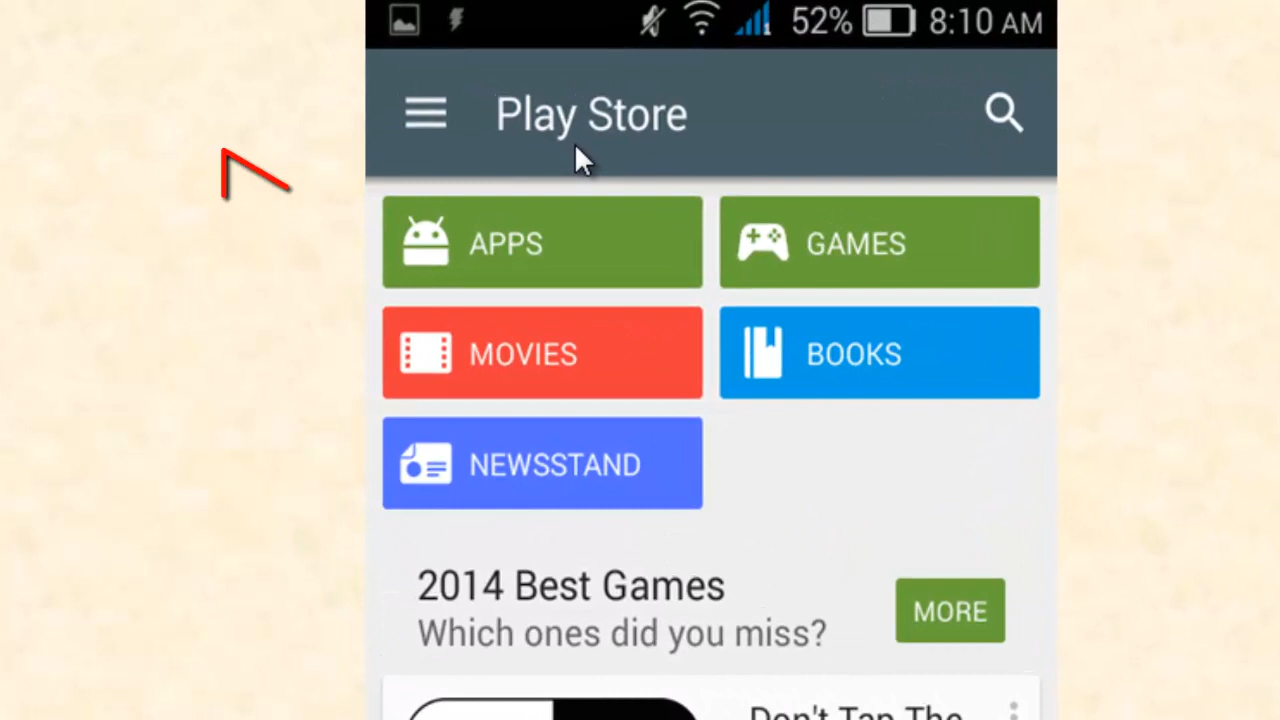 52% 8:10 AM
Play Store
APPS
GAMES
MOVIES
BOOKS
NEWSSTAND
2014 Best Games
Which ones did you miss?
MORE
Don't Tap The